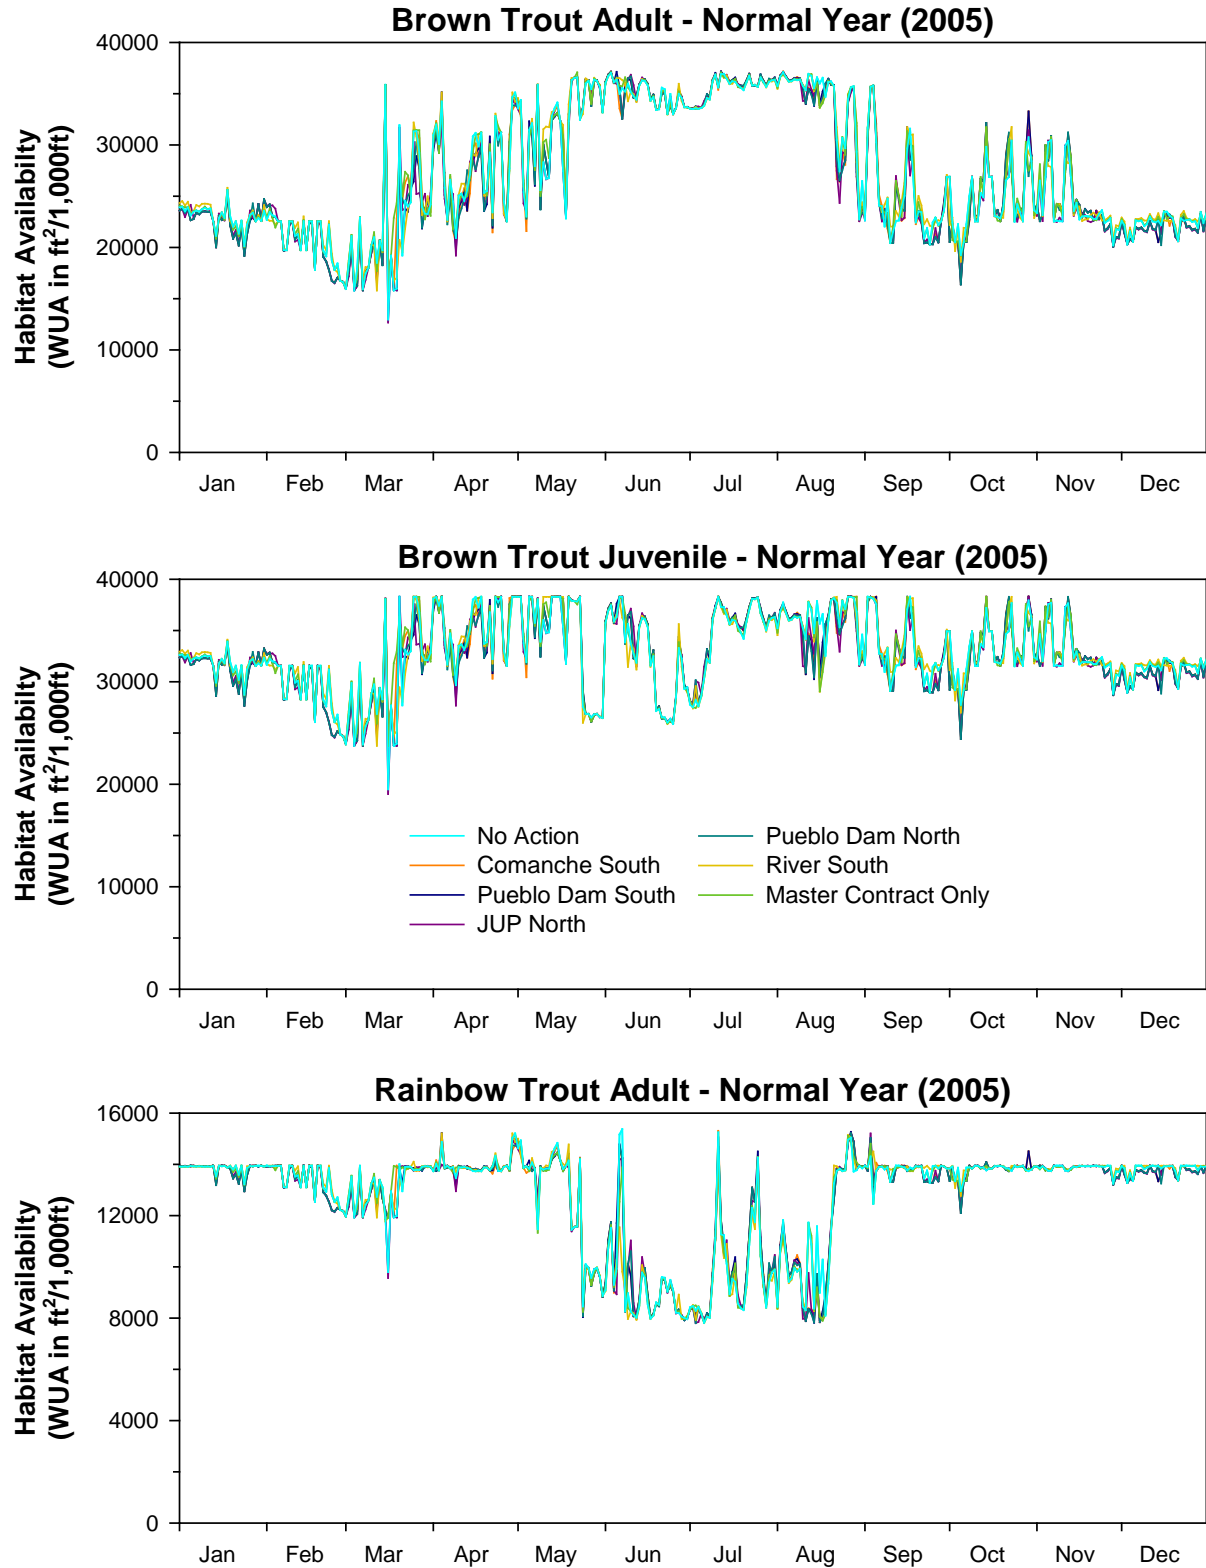 Brown Trout Adult - Normal Year (2005)
Habitat Availabilty
(WUA in ft²/1,000ft)
40000
30000
20000
10000
0
Jan Feb Mar Apr May Jun Jul Aug Sep Oct Nov Dec
Brown Trout Juvenile - Normal Year (2005)
Habitat Availabilty
(WUA in ft²/1,000ft)
40000
30000
20000
10000
0
No Action
Comanche South
Pueblo Dam South
JUP North
Pueblo Dam North
River South
Master Contract Only
Jan Feb Mar Apr May Jun Jul Aug Sep Oct Nov Dec
Rainbow Trout Adult - Normal Year (2005)
Habitat Availabilty
(WUA in ft²/1,000ft)
16000
12000
8000
4000
0
Jan Feb Mar Apr May Jun Jul Aug Sep Oct Nov Dec